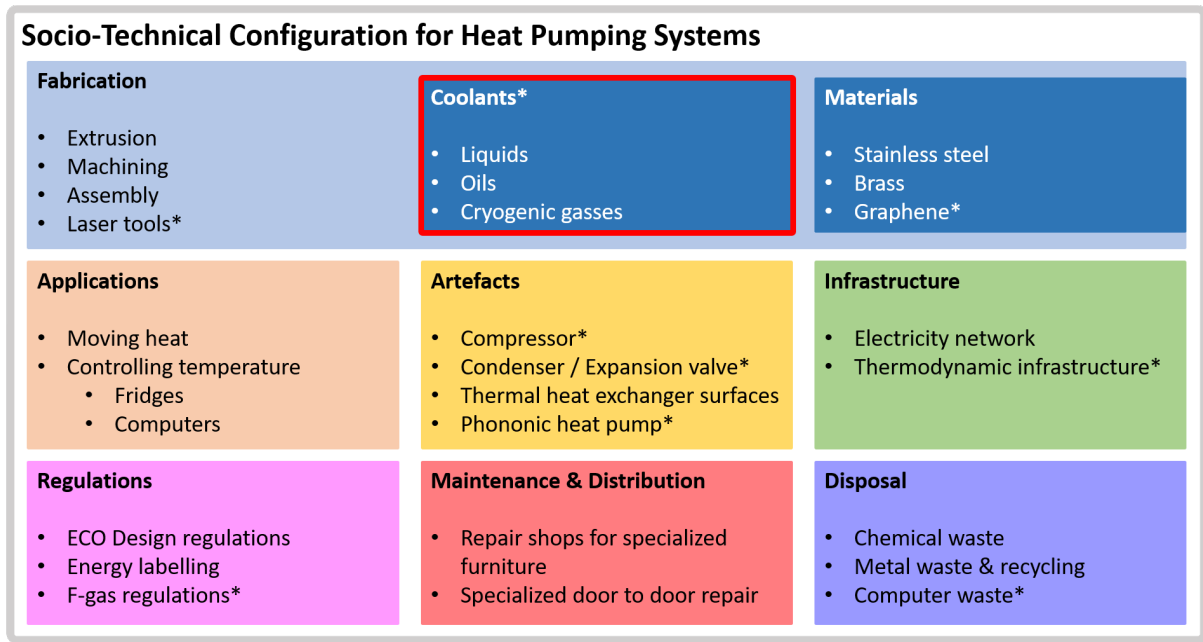 Socio-Technical Configuration for Heat Pumping Systems
Fabrication
• Extrusion
• Machining
• Assembly
• Laser tools*
Coolants*
• Liquids
• Oils
• Cryogenic gasses
Materials
• Stainless steel
• Brass
• Graphene*
Applications
• Moving heat
• Controlling temperature
• Fridges
• Computers
Artefacts
• Compressor*
• Condenser / Expansion valve*
• Thermal heat exchanger surfaces
• Phononic heat pump*
Infrastructure
• Electricity network
• Thermodynamic infrastructure*
Regulations
• ECO Design regulations
• Energy labelling
• F-gas regulations*
Maintenance & Distribution
• Repair shops for specialized
furniture
• Specialized door to door repair
Disposal
• Chemical waste
• Metal waste & recycling
• Computer waste*